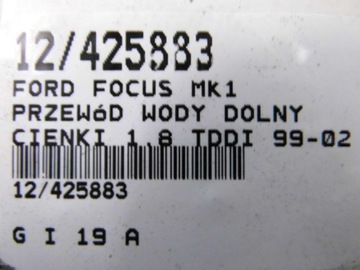 12/425883
FORD FOCUS MK1
PRZEWóD WODY DOLNY
CIENKI 1.8 TDDI 99-02
12/425883
G I 19 A